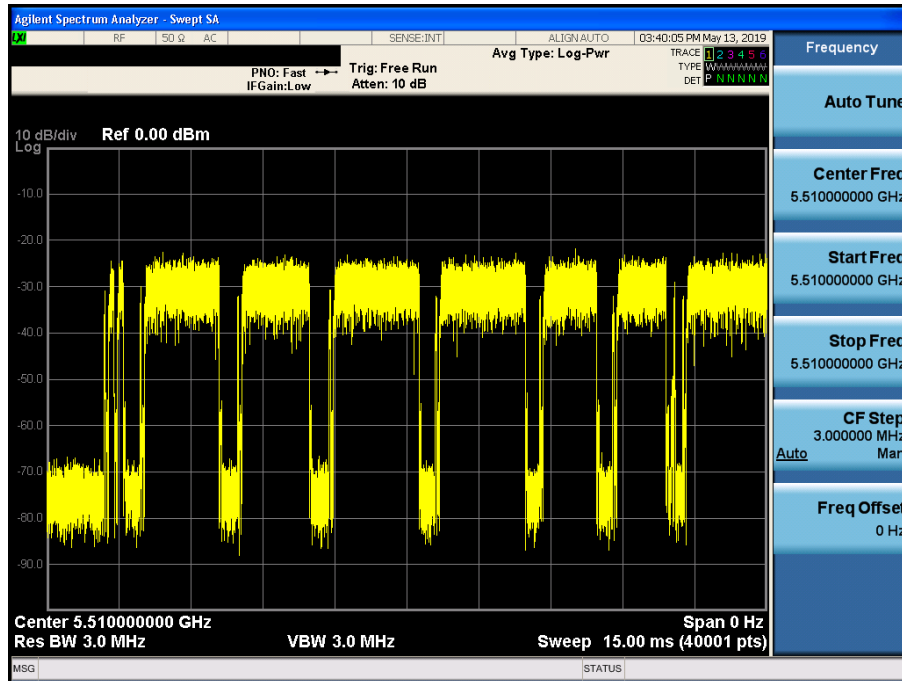 Agilent Spectrum Analyzer - Swept SA
LXI RF 50 Ω AC SENSE:INT ALIGN AUTO 03:40:05 PM May 13, 2019
Frequency
Avg Type: Log-Pwr TRACE 1 2 3 4 5 6
PNO: Fast Trig: Free Run TYPE WWWWWW
IFGain:Low Atten: 10 dB DET P N N N N N
Auto Tune
10 dB/div Ref 0.00 dBm
Log
-10.0
-20.0
-30.0
-40.0
-50.0
-60.0
-70.0
-80.0
-90.0
Center Freq
5.510000000 GHz
Start Freq
5.510000000 GHz
Stop Freq
5.510000000 GHz
CF Step
3.000000 MHz
Auto Man
Freq Offset
0 Hz
Center 5.510000000 GHz Span 0 Hz
Res BW 3.0 MHz VBW 3.0 MHz Sweep 15.00 ms (40001 pts)
MSG STATUS